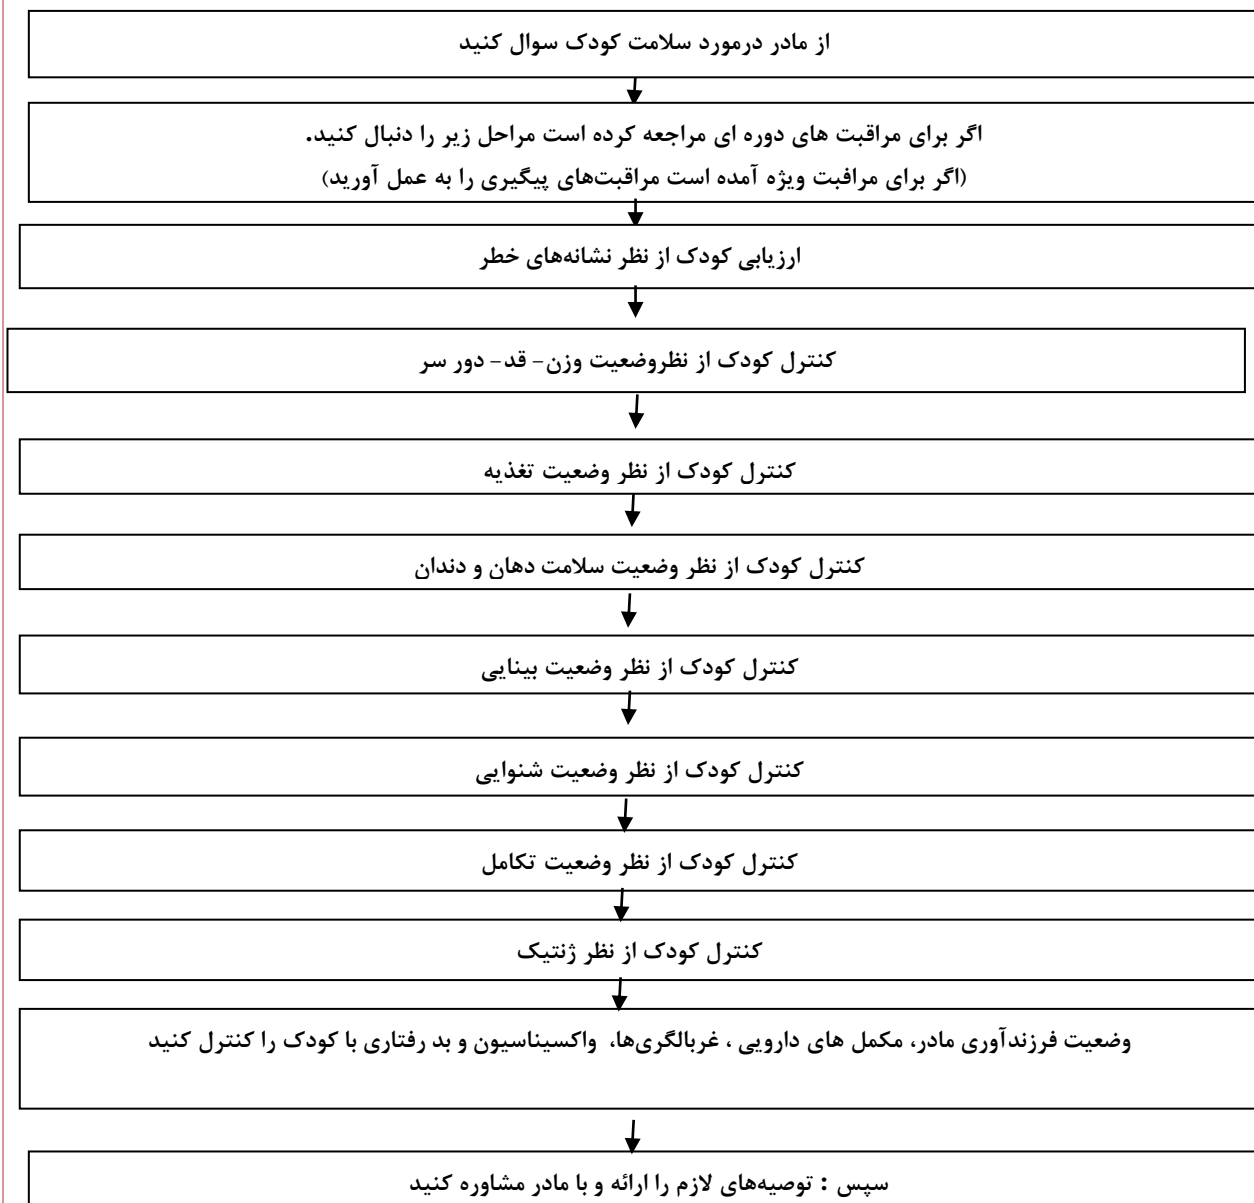 از مادر درمورد سلامت کودک سوال کنید
اگر برای مراقبت های دوره ای مراجعه کرده است مراحل زیر را دنبال کنید.
(اگر برای مرافبت ویژه آمده است مراقبت‌های پیگیری را به عمل آورید)
ارزیابی کودک از نظر نشانه‌های خطر
کنترل کودک از نظروضعیت وزن- قد- دور سر
کنترل کودک از نظر وضعیت تغذیه
کنترل کودک از نظر وضعیت سلامت دهان و دندان
کنترل کودک از نظر وضعیت بینایی
کنترل کودک از نظر وضعیت شنوایی
کنترل کودک از نظر وضعیت تکامل
کنترل کودک از نظر ژنتیک
وضعیت فرزندآوری مادر، مکمل های دارویی ، غربالگری‌ها، واکسیناسیون و بد رفتاری با کودک را کنترل کنید
سپس : توصیه‌های لازم را ارائه و با مادر مشاوره کنید